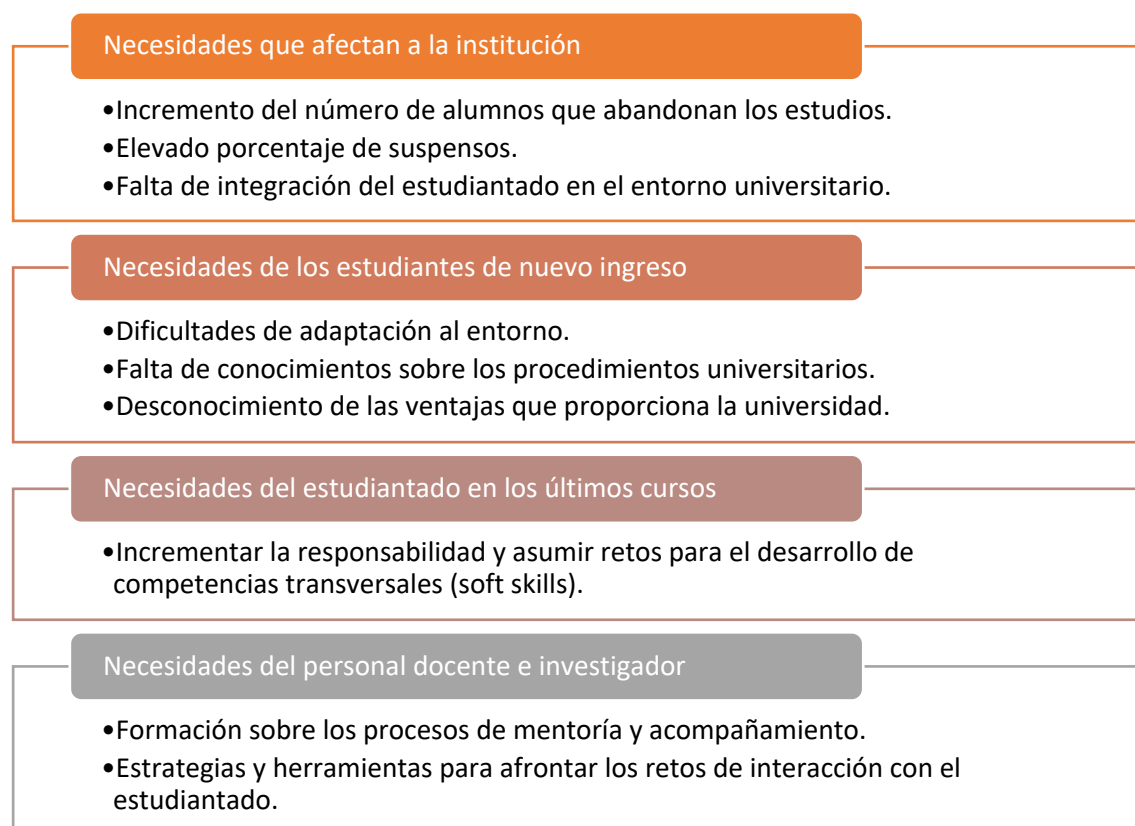 Necesidades que afectan a la institución
•Incremento del número de alumnos que abandonan los estudios.
•Elevado porcentaje de suspensos.
•Falta de integración del estudiantado en el entorno universitario.
Necesidades de los estudiantes de nuevo ingreso
•Dificultades de adaptación al entorno.
•Falta de conocimientos sobre los procedimientos universitarios.
•Desconocimiento de las ventajas que proporciona la universidad.
Necesidades del estudiantado en los últimos cursos
•Incrementar la responsabilidad y asumir retos para el desarrollo de
competencias transversales (soft skills).
Necesidades del personal docente e investigador
•Formación sobre los procesos de mentoría y acompañamiento.
•Estrategias y herramientas para afrontar los retos de interacción con el
estudiantado.